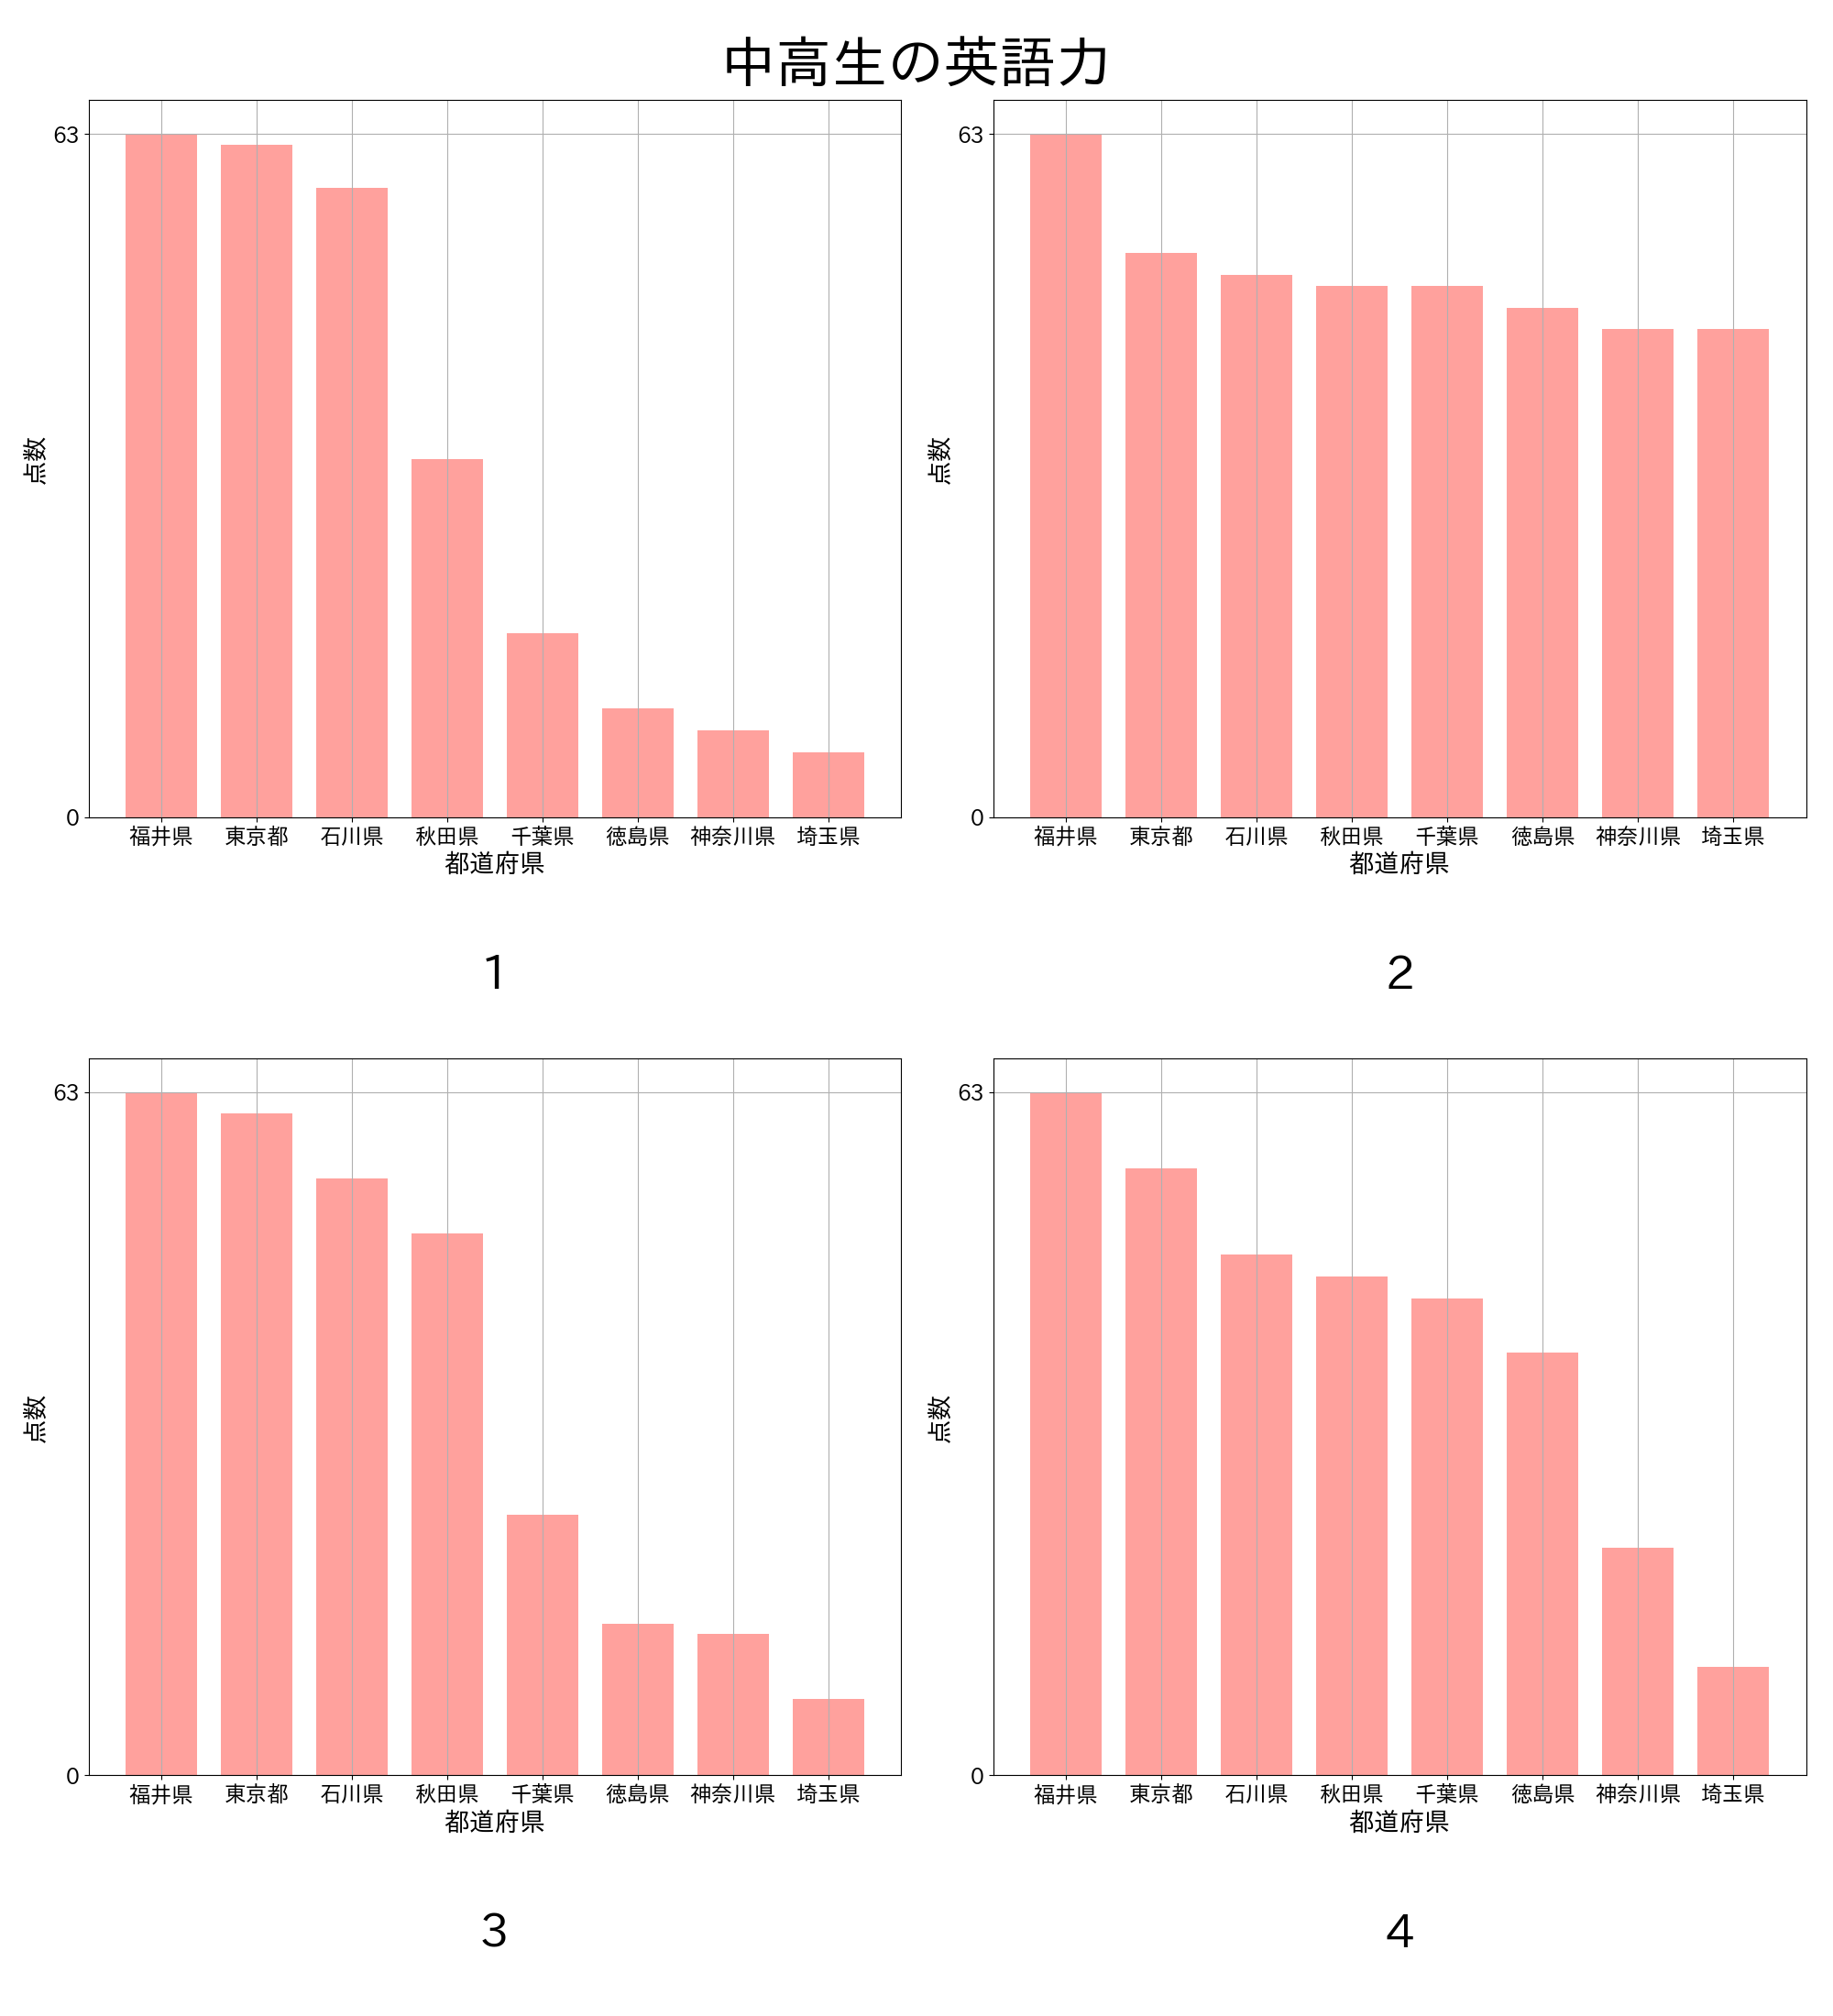 中高生の英語力
63
0
点数
福井県 東京都 石川県 秋田県 千葉県 徳島県 神奈川県 埼玉県
都道府県
1
63
0
点数
福井県 東京都 石川県 秋田県 千葉県 徳島県 神奈川県 埼玉県
都道府県
2
63
0
点数
福井県 東京都 石川県 秋田県 千葉県 徳島県 神奈川県 埼玉県
都道府県
3
63
0
点数
福井県 東京都 石川県 秋田県 千葉県 徳島県 神奈川県 埼玉県
都道府県
4